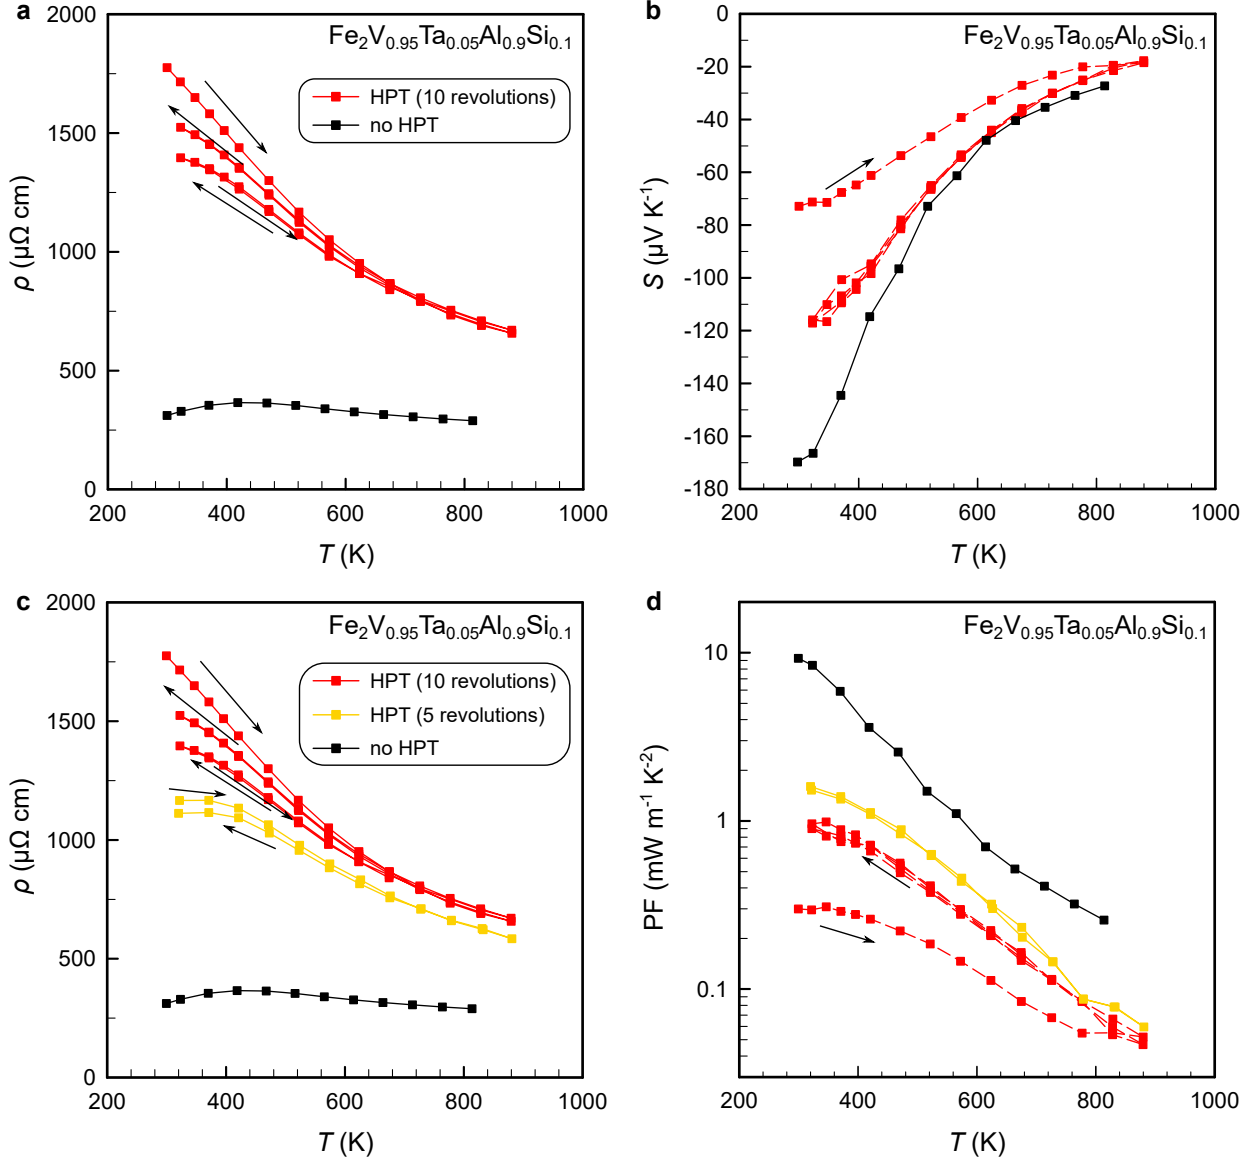 a
Fe2V0.95Ta0.05Al0.9Si0.1
2000
1500
1000
500
0
ρ (μΩ cm)
HPT (10 revolutions)
no HPT
200
400
600
800
1000
T (K)
b
Fe2V0.95Ta0.05Al0.9Si0.1
0
-20
-40
-60
-80
-100
-120
-140
-160
-180
S (μV K-1)
200
400
600
800
1000
T (K)
c
Fe2V0.95Ta0.05Al0.9Si0.1
2000
1500
1000
500
0
ρ (μΩ cm)
HPT (10 revolutions)
HPT (5 revolutions)
no HPT
200
400
600
800
1000
T (K)
d
Fe2V0.95Ta0.05Al0.9Si0.1
10
1
0.1
PF (mW m-1 K-2)
200
400
600
800
1000
T (K)